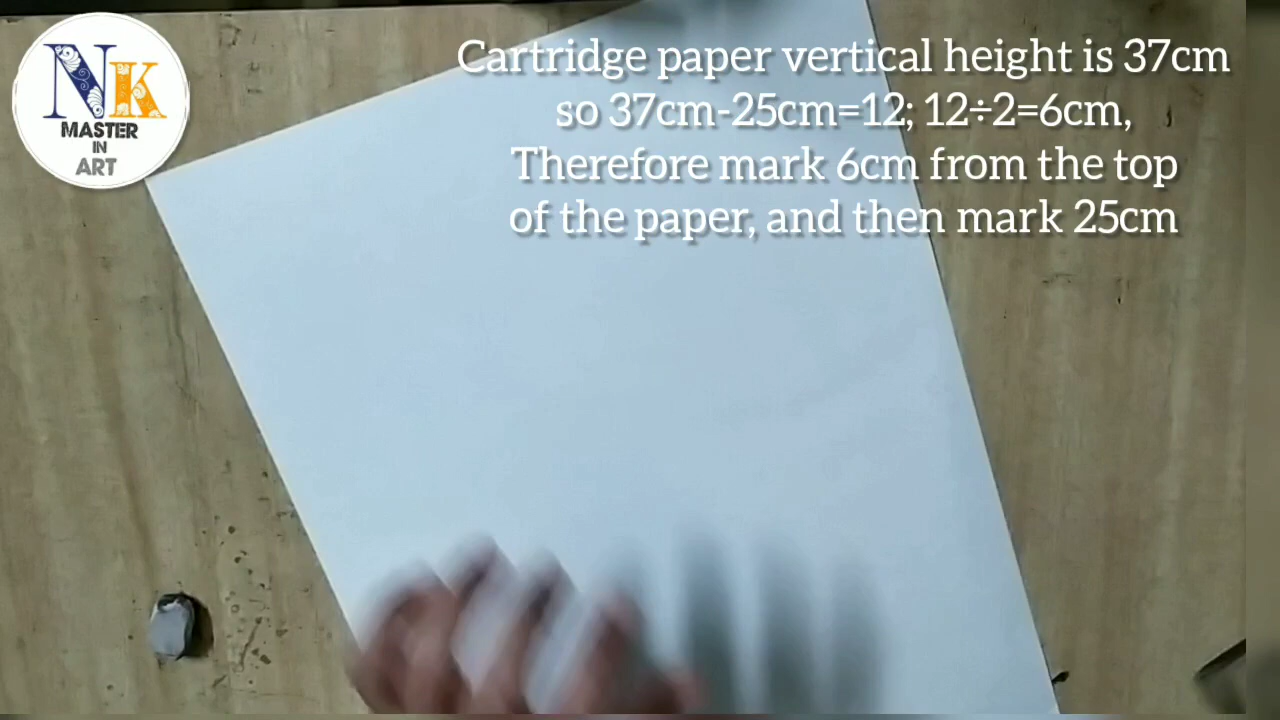 NK
MASTER
IN
ART
Cartridge paper vertical height is 37cm
so 37cm-25cm=12; 12÷2=6cm,
Therefore mark 6cm from the top
of the paper, and then mark 25cm